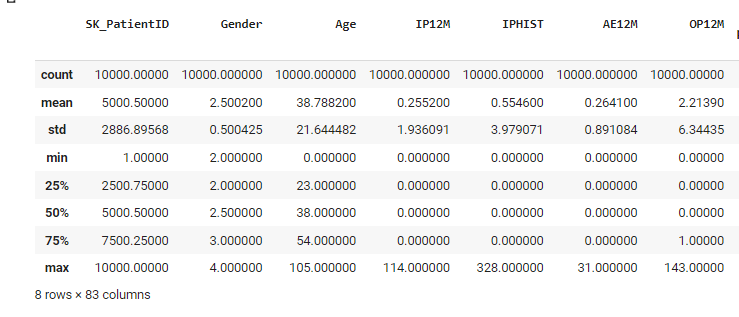 SK_PatientID Gender Age IP12M IPHIST AE12M OP12M
count 10000.00000 10000.000000 10000.000000 10000.000000 10000.000000 10000.000000 10000.00000
mean 5000.50000 2.500200 38.788200 0.255200 0.554600 0.264100 2.21390
std 2886.89568 0.500425 21.644482 1.936091 3.979071 0.891084 6.34435
min 1.00000 2.000000 0.000000 0.000000 0.000000 0.000000 0.00000
25% 2500.75000 2.000000 23.000000 0.000000 0.000000 0.000000 0.00000
50% 5000.50000 2.500000 38.000000 0.000000 0.000000 0.000000 0.00000
75% 7500.25000 3.000000 54.000000 0.000000 0.000000 0.000000 1.00000
max 10000.00000 4.000000 105.000000 114.000000 328.000000 31.000000 143.00000
8 rows × 83 columns